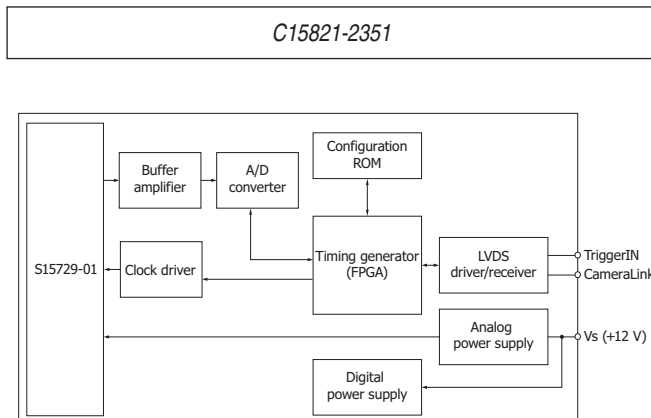 C15821-2351
Configuration
ROM
Buffer
amplifier
A/D
converter
S15729-01
Clock driver
Timing generator
(FPGA)
LVDS
driver/receiver
TriggerIN
CameraLink
Analog
power supply
Vs (+12 V)
Digital
power supply